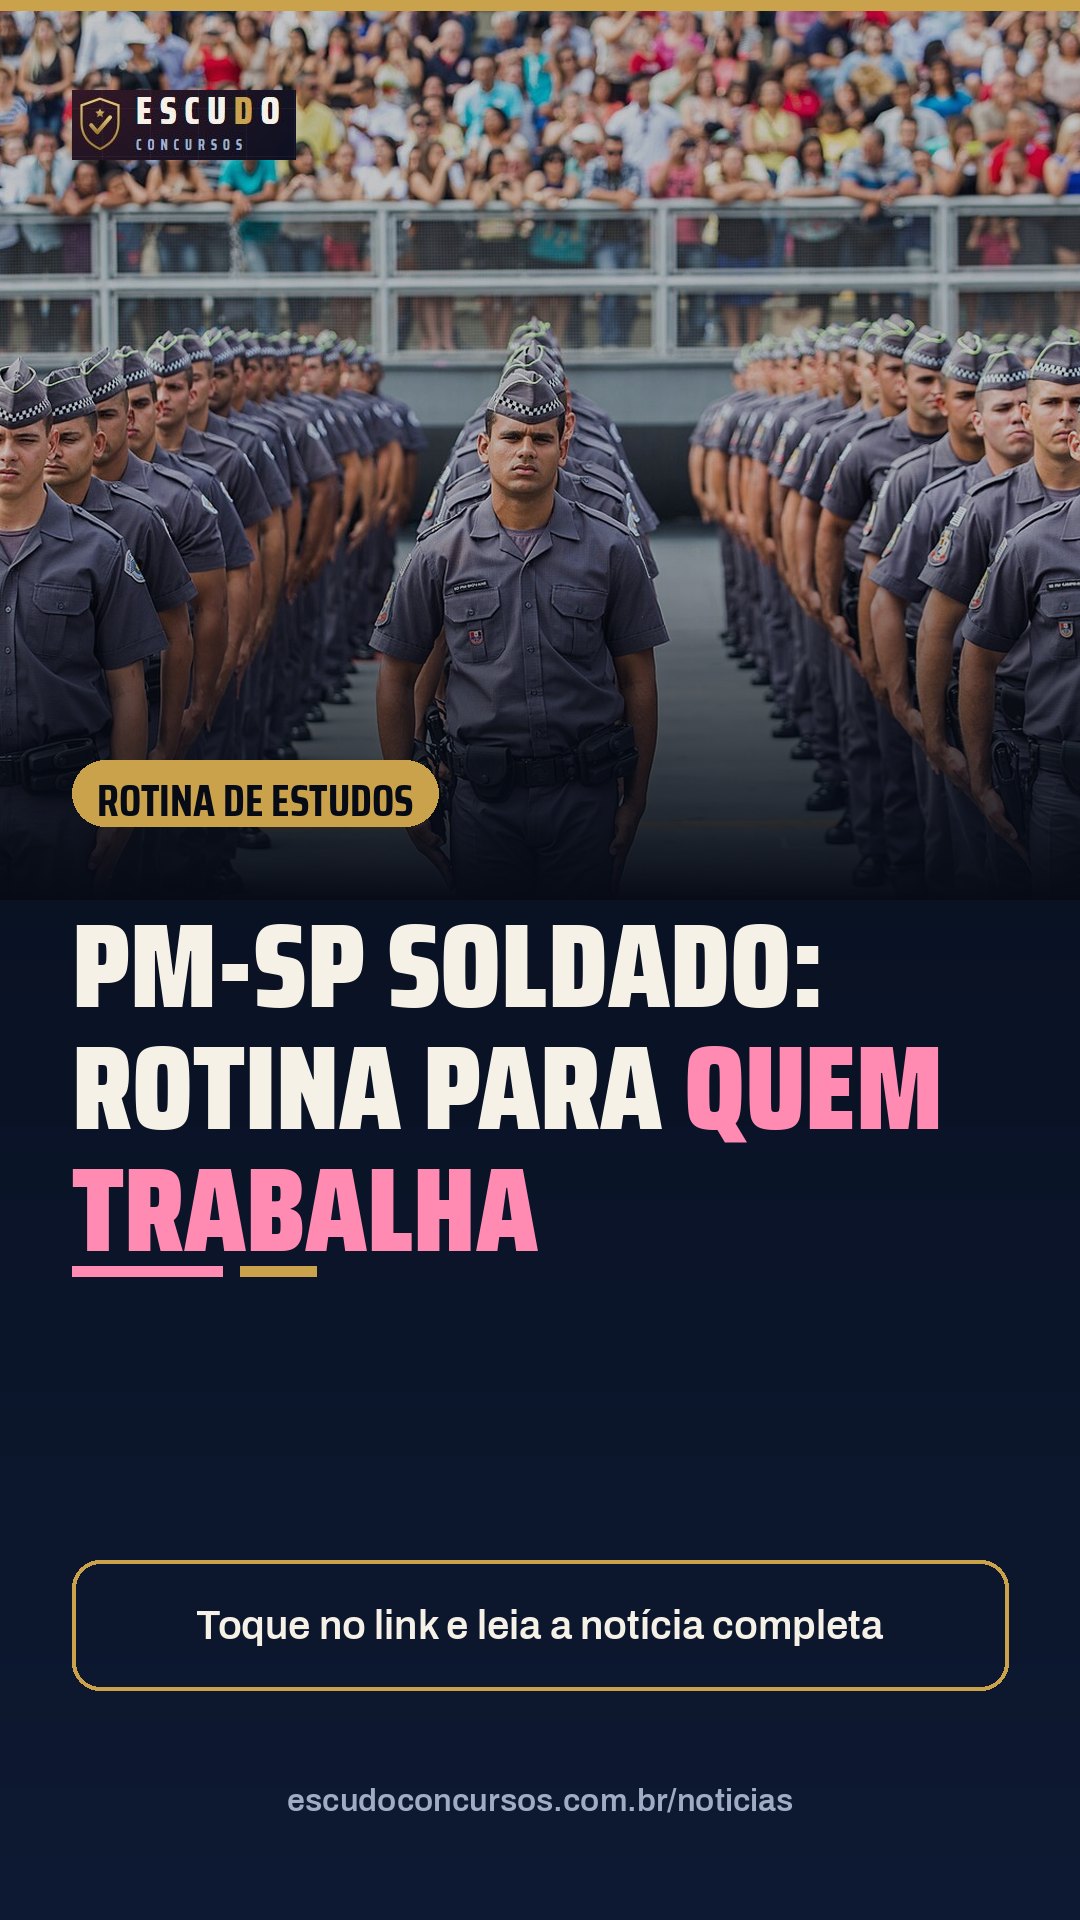 ESCUDO
CONCURSOS
ROTINA DE ESTUDOS
PM-SP SOLDADO:
ROTINA PARA QUEM
TRABALHA
Toque no link e leia a notícia completa
escudoconcursos.com.br/noticias